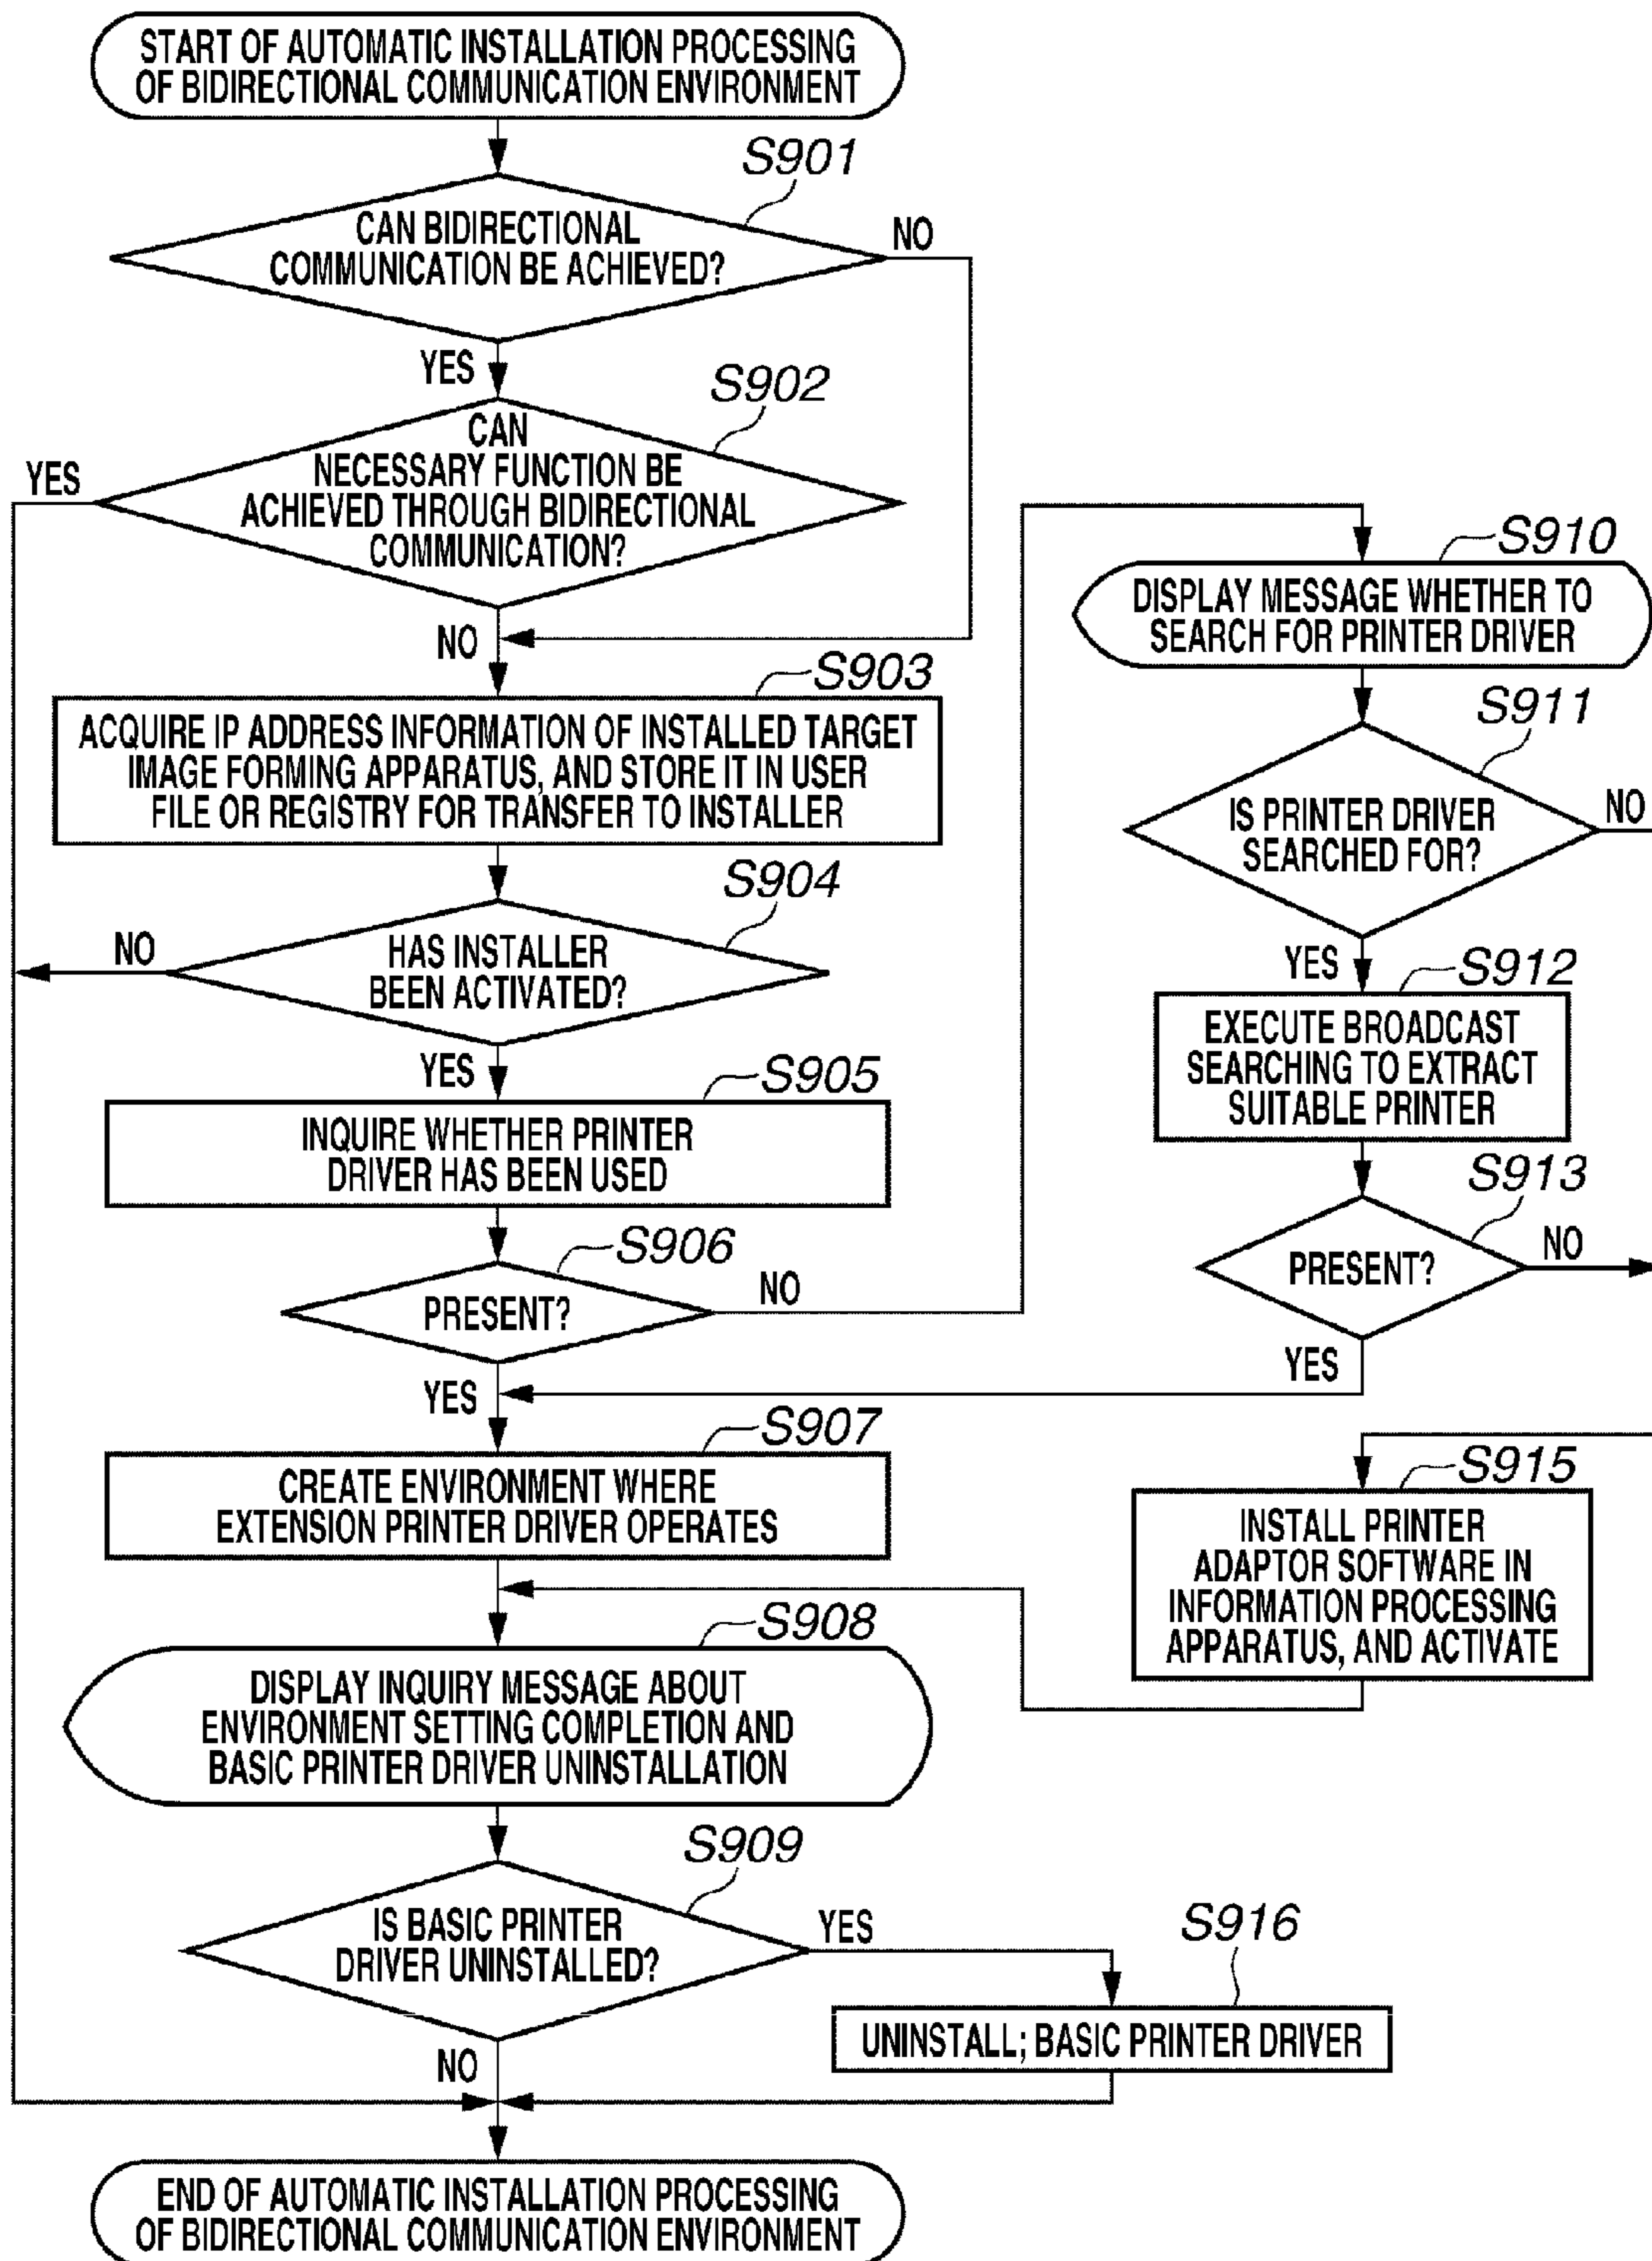 START OF AUTOMATIC INSTALLATION PROCESSING
OF BIDIRECTIONAL COMMUNICATION ENVIRONMENT
S901
CAN BIDIRECTIONAL
COMMUNICATION BE ACHIEVED?
NO
YES
S902
CAN
NECESSARY FUNCTION BE
ACHIEVED THROUGH BIDIRECTIONAL
COMMUNICATION?
YES
NO
S903
ACQUIRE IP ADDRESS INFORMATION OF INSTALLED TARGET
IMAGE FORMING APPARATUS, AND STORE IT IN USER
FILE OR REGISTRY FOR TRANSFER TO INSTALLER
S904
HAS INSTALLER
BEEN ACTIVATED?
NO
YES
S905
INQUIRE WHETHER PRINTER
DRIVER HAS BEEN USED
S906
PRESENT?
NO
YES
S907
CREATE ENVIRONMENT WHERE
EXTENSION PRINTER DRIVER OPERATES
S908
DISPLAY INQUIRY MESSAGE ABOUT
ENVIRONMENT SETTING COMPLETION AND
BASIC PRINTER DRIVER UNINSTALLATION
S909
IS BASIC PRINTER
DRIVER UNINSTALLED?
YES
NO
S910
DISPLAY MESSAGE WHETHER TO
SEARCH FOR PRINTER DRIVER
S911
IS PRINTER DRIVER
SEARCHED FOR?
NO
YES
S912
EXECUTE BROADCAST
SEARCHING TO EXTRACT
SUITABLE PRINTER
S913
PRESENT?
NO
YES
S915
INSTALL PRINTER
ADAPTOR SOFTWARE IN
INFORMATION PROCESSING
APPARATUS, AND ACTIVATE
S916
UNINSTALL; BASIC PRINTER DRIVER
END OF AUTOMATIC INSTALLATION PROCESSING
OF BIDIRECTIONAL COMMUNICATION ENVIRONMENT